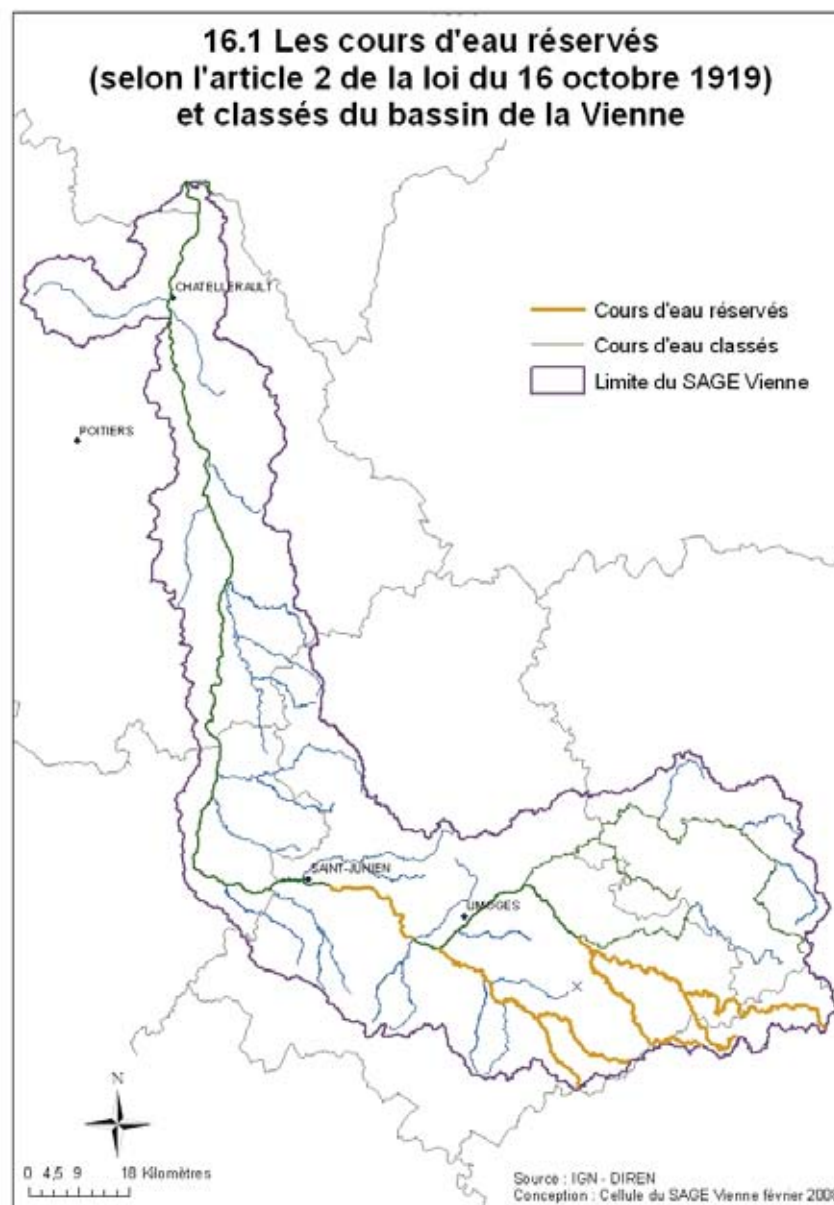 16.1 Les cours d'eau réservés
(selon l'article 2 de la loi du 16 octobre 1919)
et classés du bassin de la Vienne
CHATELLERAULT
Cours d'eau réservés
Cours d'eau classés
Limite du SAGE Vienne
POITIERS
SAINT-JUNIEN
LIMOGES
N
0 4,5 9 18 Kilomètres
Source : IGN - DIREN
Conception : Cellule du SAGE Vienne février 200